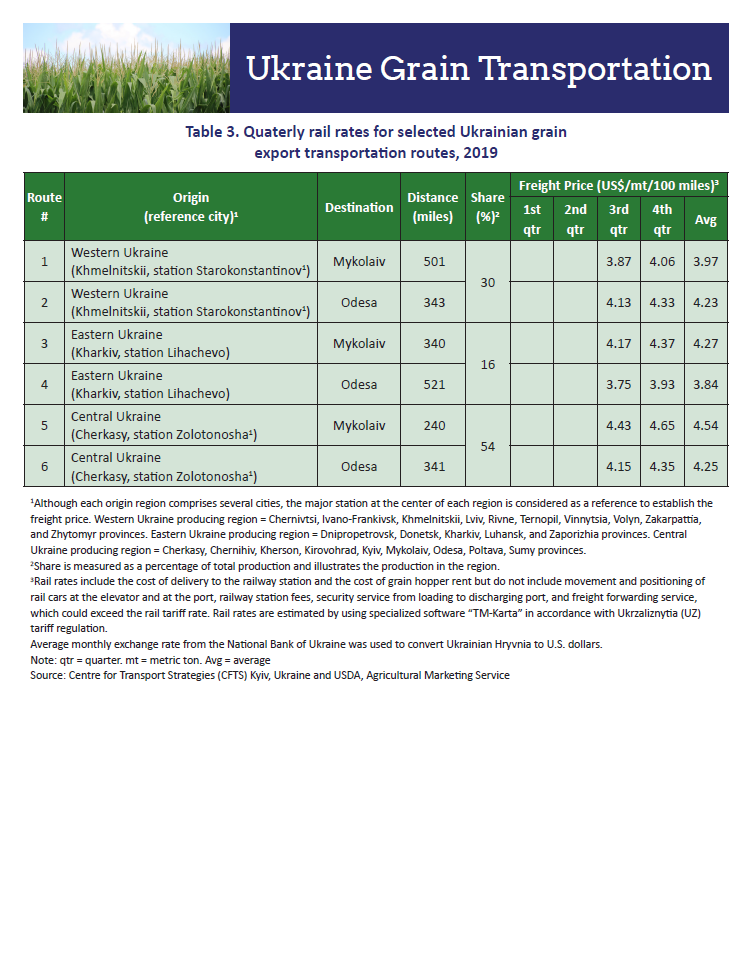 Ukraine Grain Transportation
Table 3. Quaterly rail rates for selected Ukrainian grain
export transportation routes, 2019
Route # Origin (reference city)¹ Destination Distance (miles) Share (%)² Freight Price (US$/mt/100 miles)³
1st qtr 2nd qtr 3rd qtr 4th qtr Avg
1 Western Ukraine (Khmelnitskii, station Starokonstantinov¹) Mykolaiv 501 30 3.87 4.06 3.97
2 Western Ukraine (Khmelnitskii, station Starokonstantinov¹) Odesa 343 4.13 4.33 4.23
3 Eastern Ukraine (Kharkiv, station Lihachevo) Mykolaiv 340 16 4.17 4.37 4.27
4 Eastern Ukraine (Kharkiv, station Lihachevo) Odesa 521 3.75 3.93 3.84
5 Central Ukraine (Cherkasy, station Zolotonosha¹) Mykolaiv 240 54 4.43 4.65 4.54
6 Central Ukraine (Cherkasy, station Zolotonosha¹) Odesa 341 4.15 4.35 4.25
¹Although each origin region comprises several cities, the major station at the center of each region is considered as a reference to establish the
freight price. Western Ukraine producing region = Chernivtsi, Ivano-Frankivsk, Khmelnitskii, Lviv, Rivne, Ternopil, Vinnytsia, Volyn, Zakarpattia,
and Zhytomyr provinces. Eastern Ukraine producing region = Dnipropetrovsk, Donetsk, Kharkiv, Luhansk, and Zaporizhia provinces. Central
Ukraine producing region = Cherkasy, Chernihiv, Kherson, Kirovohrad, Kyiv, Mykolaiv, Odesa, Poltava, Sumy provinces.
²Share is measured as a percentage of total production and illustrates the production in the region.
³Rail rates include the cost of delivery to the railway station and the cost of grain hopper rent but do not include movement and positioning of
rail cars at the elevator and at the port, railway station fees, security service from loading to discharging port, and freight forwarding service,
which could exceed the rail tariff rate. Rail rates are estimated by using specialized software “TM-Karta” in accordance with Ukrzaliznytia (UZ)
tariff regulation.
Average monthly exchange rate from the National Bank of Ukraine was used to convert Ukrainian Hryvnia to U.S. dollars.
Note: qtr = quarter. mt = metric ton. Avg = average
Source: Centre for Transport Strategies (CFTS) Kyiv, Ukraine and USDA, Agricultural Marketing Service